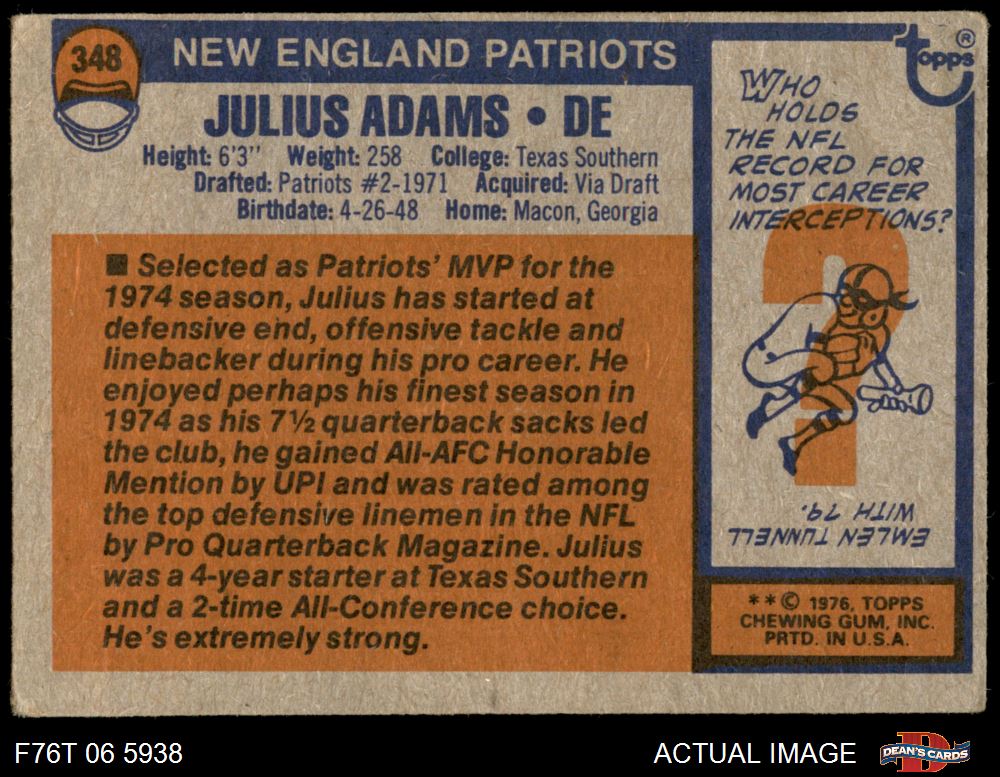 348
NEW ENGLAND PATRIOTS
JULIUS ADAMS • DE
Height: 6'3" Weight: 258 College: Texas Southern
Drafted: Patriots #2-1971 Acquired: Via Draft
Birthdate: 4-26-48 Home: Macon, Georgia
■ Selected as Patriots' MVP for the
1974 season, Julius has started at
defensive end, offensive tackle and
linebacker during his pro career. He
enjoyed perhaps his finest season in
1974 as his 7½ quarterback sacks led
the club, he gained All-AFC Honorable
Mention by UPI and was rated among
the top defensive linemen in the NFL
by Pro Quarterback Magazine. Julius
was a 4-year starter at Texas Southern
and a 2-time All-Conference choice.
He's extremely strong.
Topps ®
WHO
HOLDS
THE NFL
RECORD FOR
MOST CAREER
INTERCEPTIONS?
EMLEN TUNNELL
WITH 79.
**© 1976, TOPPS
CHEWING GUM, INC.
PRTD. IN U.S.A.
F76T 06 5938
ACTUAL IMAGE
DEAN'S CARDS